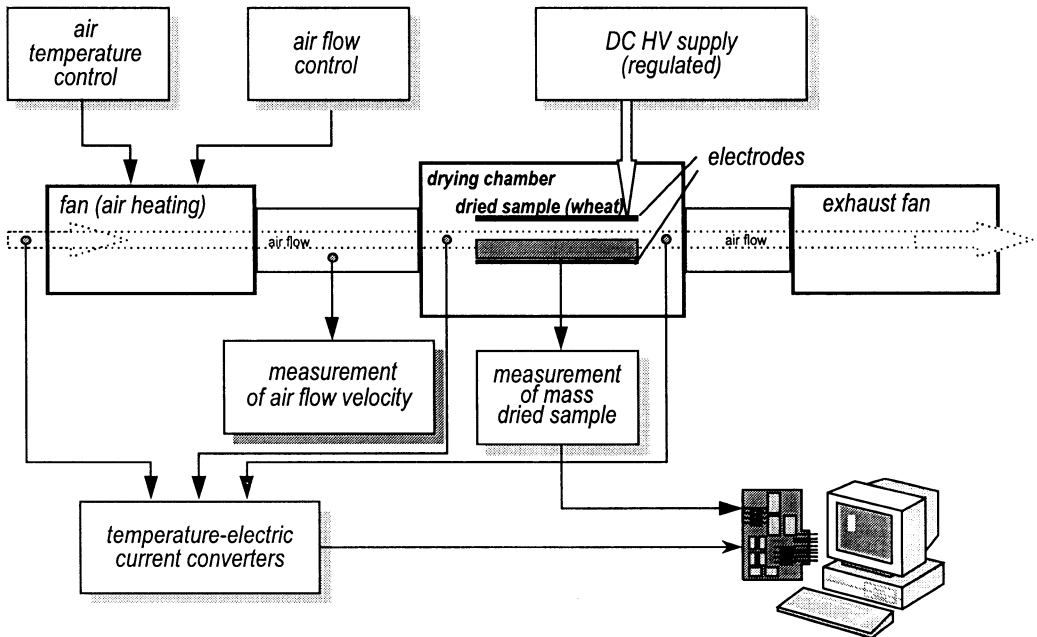 air
temperature
control
air flow
control
DC HV supply
(regulated)
electrodes
drying chamber
dried sample (wheat)
fan (air heating)
exhaust fan
air flow
air flow
measurement
of air flow velocity
measurement
of mass
dried sample
temperature-electric
current converters